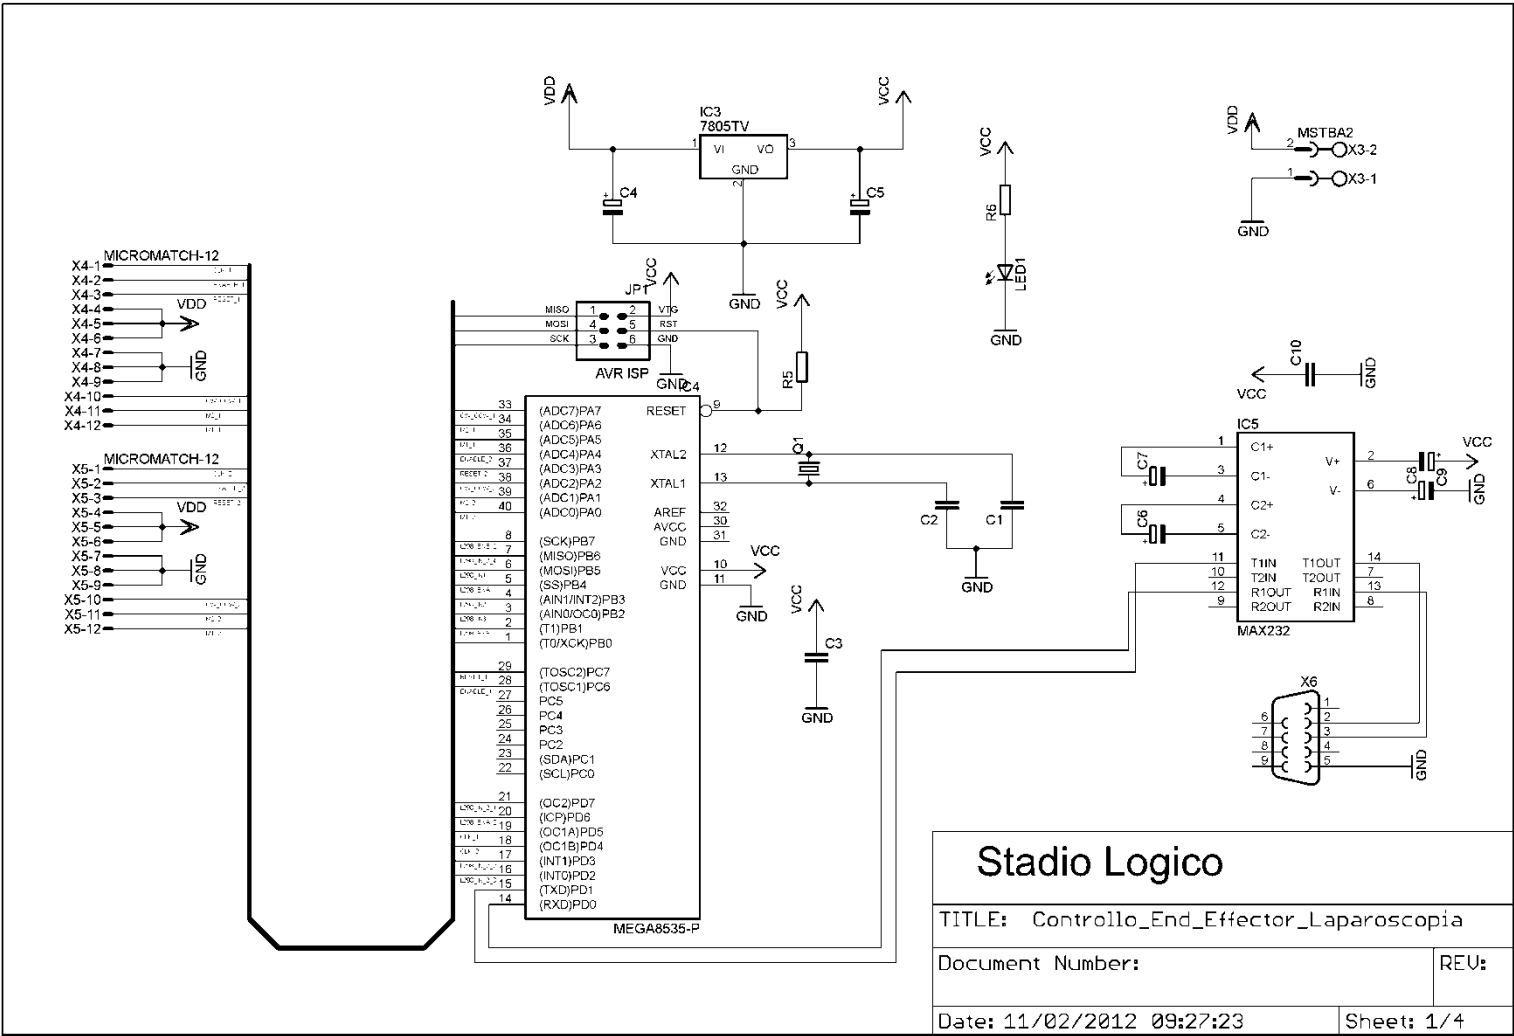 VDD
IC3
7805TV
1 VI VO 3
GND
2
VCC
+ C4
+ C5
GND
VCC
R6
LED1
GND
VDD
MSTBA2
2 X3-2
1 X3-1
GND
MICROMATCH-12
X4-1
X4-2
X4-3
X4-4
X4-5
X4-6
X4-7
X4-8
X4-9
X4-10
X4-11
X4-12
VDD
GND
MICROMATCH-12
X5-1
X5-2
X5-3
X5-4
X5-5
X5-6
X5-7
X5-8
X5-9
X5-10
X5-11
X5-12
RESET_2
VDD
GND
JP1
VCC
MISO 1 2 VTG
MOSI 4 5 RST
SCK 3 6 GND
AVR ISP
GND
VCC
R5
33 (ADC7)PA7
34 (ADC6)PA6
35 (ADC5)PA5
36 (ADC4)PA4
37 (ADC3)PA3
38 (ADC2)PA2
39 (ADC1)PA1
40 (ADC0)PA0
8 (SCK)PB7
7 (MISO)PB6
6 (MOSI)PB5
5 (SS)PB4
4 (AIN1/INT2)PB3
3 (AIN0/OC0)PB2
2 (T1)PB1
1 (T0/XCK)PB0
29 (TOSC2)PC7
28 (TOSC1)PC6
27 PC5
26 PC4
25 PC3
24 PC2
23 (SDA)PC1
22 (SCL)PC0
21 (OC2)PD7
20 (ICP)PD6
19 (OC1A)PD5
18 (OC1B)PD4
17 (INT1)PD3
16 (INT0)PD2
15 (TXD)PD1
14 (RXD)PD0
ENABLE_2
RESET_2
RESET 9
XTAL2 12
XTAL1 13
AREF 32
AVCC 30
GND 31
VCC 10
GND 11
MEGA8535-P
Q1
C2
C1
GND
VCC
GND
VCC
C3
GND
C10
VCC
GND
IC5
1 C1+
3 C1-
4 C2+
5 C2-
11 T1IN
10 T2IN
12 R1OUT
9 R2OUT
V+ 2
V- 6
T1OUT 14
T2OUT 7
R1IN 13
R2IN 8
MAX232
C7
+
C6
+
C8
+
C9
+
VCC
GND
X6
1
2
3
4
5
6
7
8
9
GND
Stadio Logico
TITLE: Controllo_End_Effector_Laparoscopia
Document Number:
REV:
Date: 11/02/2012 09:27:23
Sheet: 1/4